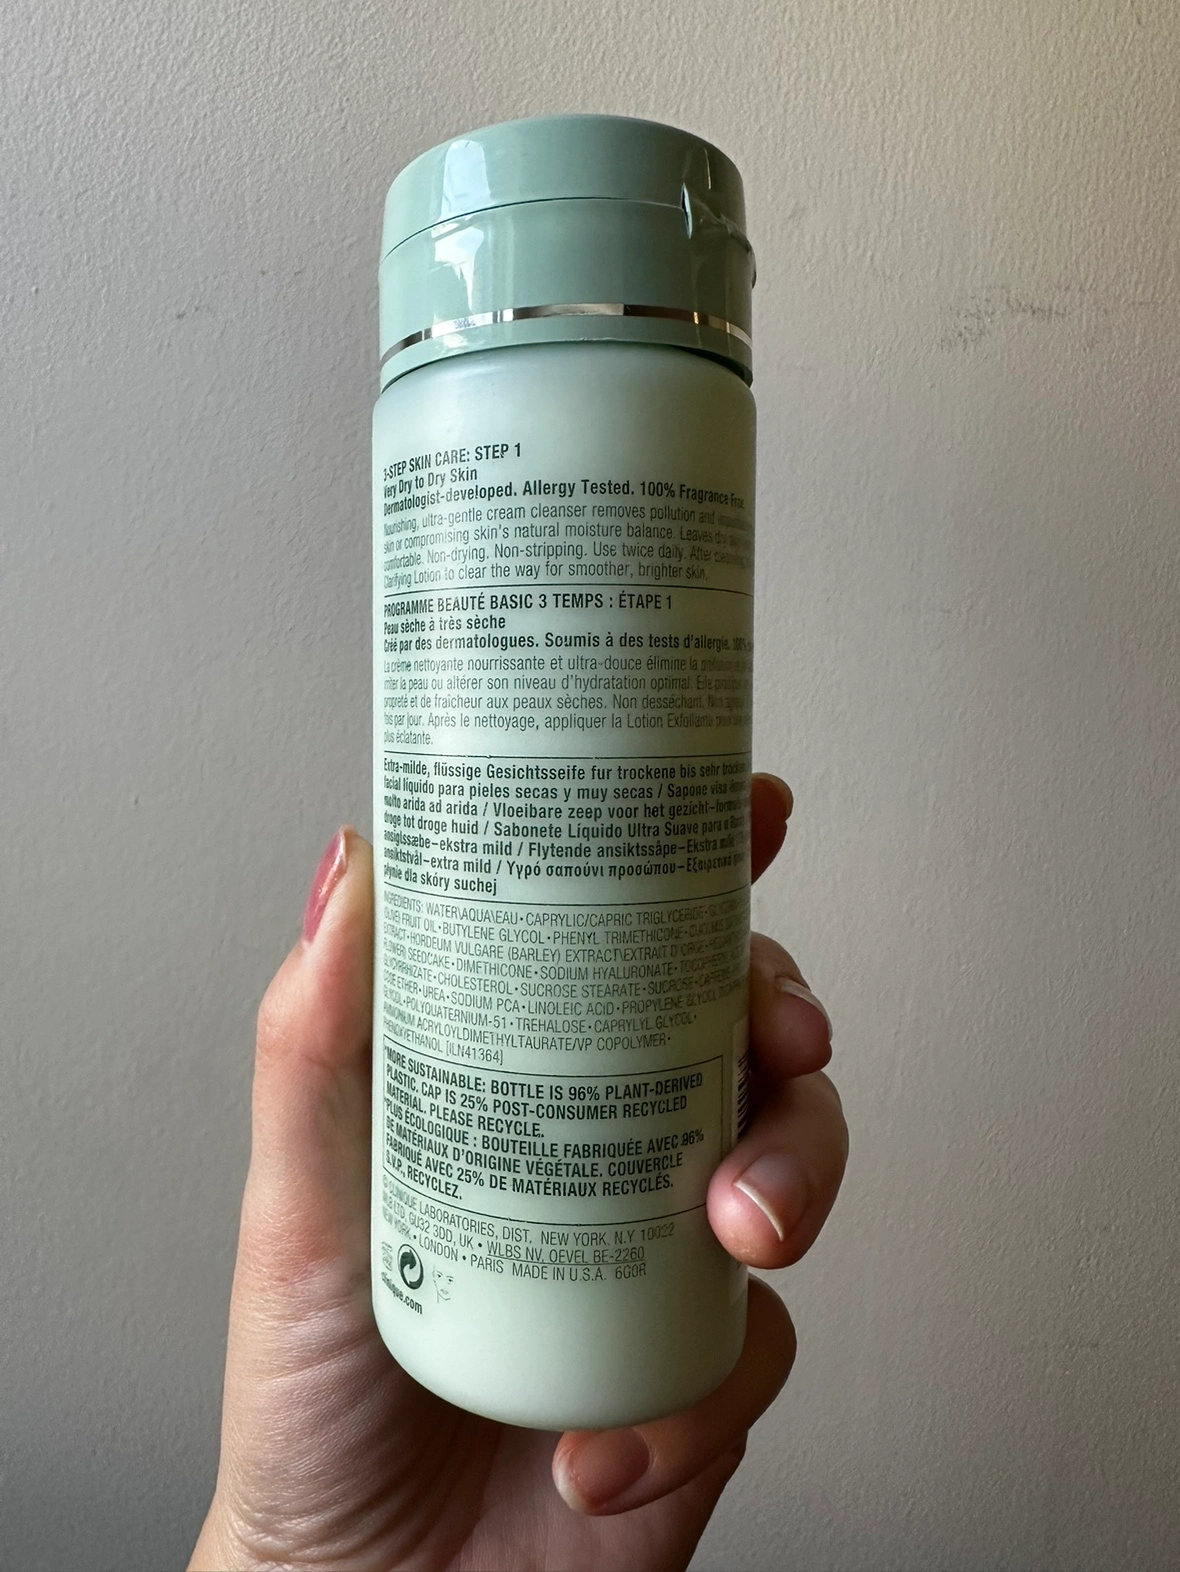 3-STEP SKIN CARE: STEP 1
Very Dry to Dry Skin
Dermatologist-developed. Allergy Tested. 100% Fragrance Free.
Nourishing, ultra-gentle cream cleanser removes pollution and
skin or compromising skin's natural moisture balance. Leaves dry
comfortable. Non-drying. Non-stripping. Use twice daily. After cleansing,
Clarifying Lotion to clear the way for smoother, brighter skin.
PROGRAMME BEAUTÉ BASIC 3 TEMPS : ÉTAPE 1
Peau sèche à très sèche
Créé par des dermatologues. Soumis à des tests d'allergie. 100%
La crème nettoyante nourrissante et ultra-douce élimine la
irriter la peau ou altérer son niveau d'hydratation optimal. Elle
propreté et de fraîcheur aux peaux sèches. Non desséchant. Non
fois par jour. Après le nettoyage, appliquer la Lotion Exfoliante
plus éclatante.
Extra-milde, flüssige Gesichtsseife fur trockene bis sehr
facial líquido para pieles secas y muy secas / Sapone viso
molto arida ad arida / Vloeibare zeep voor het gezicht-formule
droge tot droge huid / Sabonete Líquido Ultra Suave para o
ansigtssæbe-ekstra mild / Flytende ansiktssåpe-Ekstra mild
ansiktstvål-extra mild / Υγρό σαπούνι προσώπου-Εξαιρετικά
płynie dla skóry suchej
INGREDIENTS: WATER\AQUA\EAU • CAPRYLIC/CAPRIC TRIGLYCERIDE •
(OLIVE) FRUIT OIL • BUTYLENE GLYCOL • PHENYL TRIMETHICONE •
EXTRACT • HORDEUM VULGARE (BARLEY) EXTRACT\EXTRAIT D'ORGE •
FLOWER) SEEDCAKE • DIMETHICONE • SODIUM HYALURONATE •
GLYCYRRHIZATE • CHOLESTEROL • SUCROSE STEARATE • SUCROSE •
ETHER • UREA • SODIUM PCA • LINOLEIC ACID • PROPYLENE GLYCOL
GLYCOL • POLYQUATERNIUM-51 • TREHALOSE • CAPRYLYL GLYCOL •
AMMONIUM ACRYLOYLDIMETHYLTAURATE/VP COPOLYMER •
PHENOXYETHANOL [ILN41364]
*MORE SUSTAINABLE: BOTTLE IS 96% PLANT-DERIVED
PLASTIC. CAP IS 25% POST-CONSUMER RECYCLED
MATERIAL. PLEASE RECYCLE.
*PLUS ÉCOLOGIQUE : BOUTEILLE FABRIQUÉE AVEC 96%
DE MATÉRIAUX D'ORIGINE VÉGÉTALE. COUVERCLE
FABRIQUÉ AVEC 25% DE MATÉRIAUX RECYCLÉS.
S.V.P., RECYCLEZ.
© CLINIQUE LABORATORIES, DIST. NEW YORK, N.Y 10022
LTD, GU32 3DD, UK • WLBS NV, OEVEL BE-2260
NEW YORK • LONDON • PARIS MADE IN U.S.A. 6G0R
clinique.com